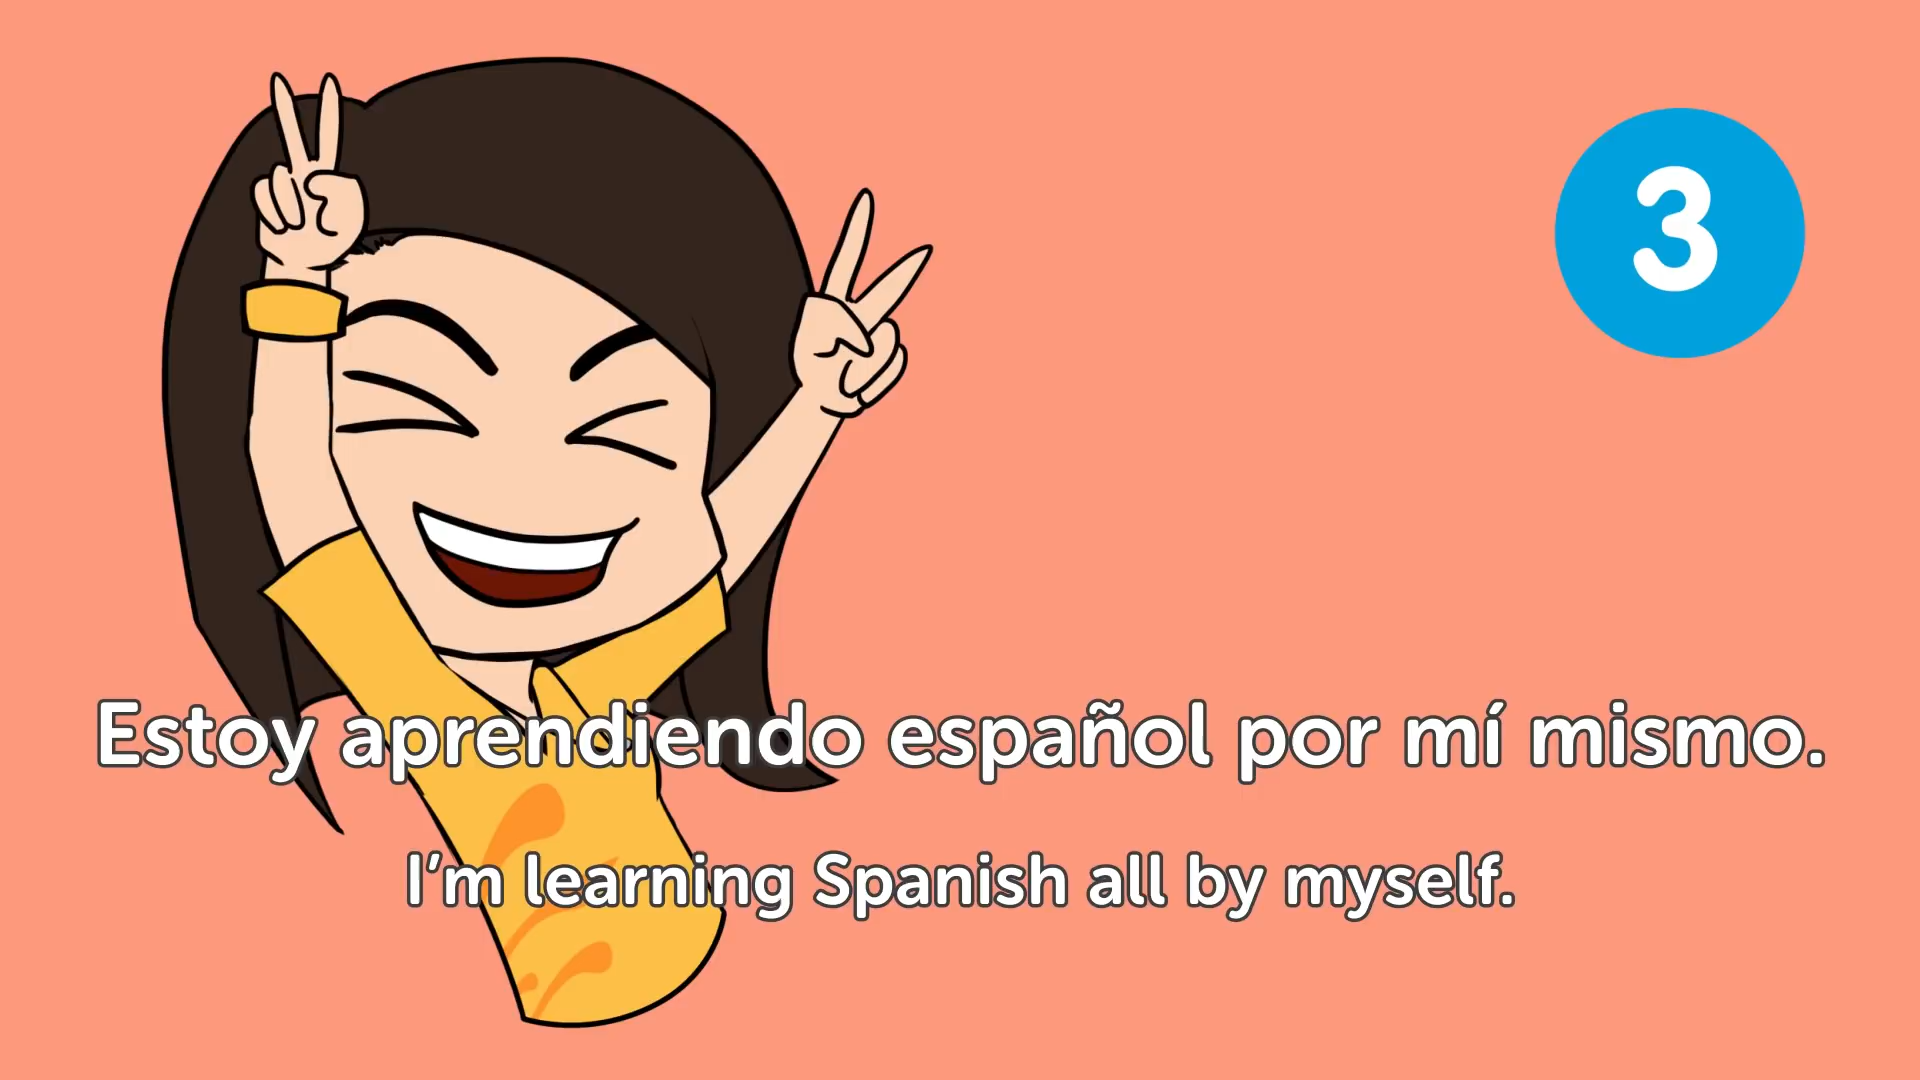 3
Estoy aprendiendo español por mí mismo.
I’m learning Spanish all by myself.